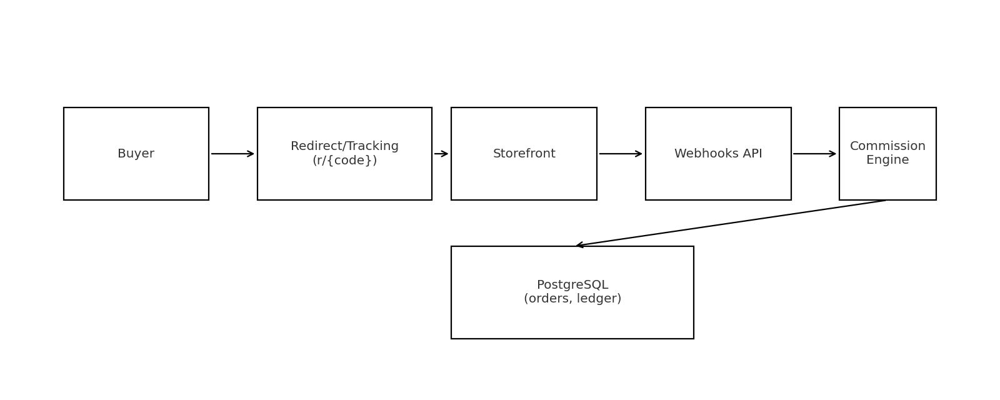 Buyer
Redirect/Tracking
(r/{code})
Storefront
Webhooks API
Commission
Engine
PostgreSQL
(orders, ledger)